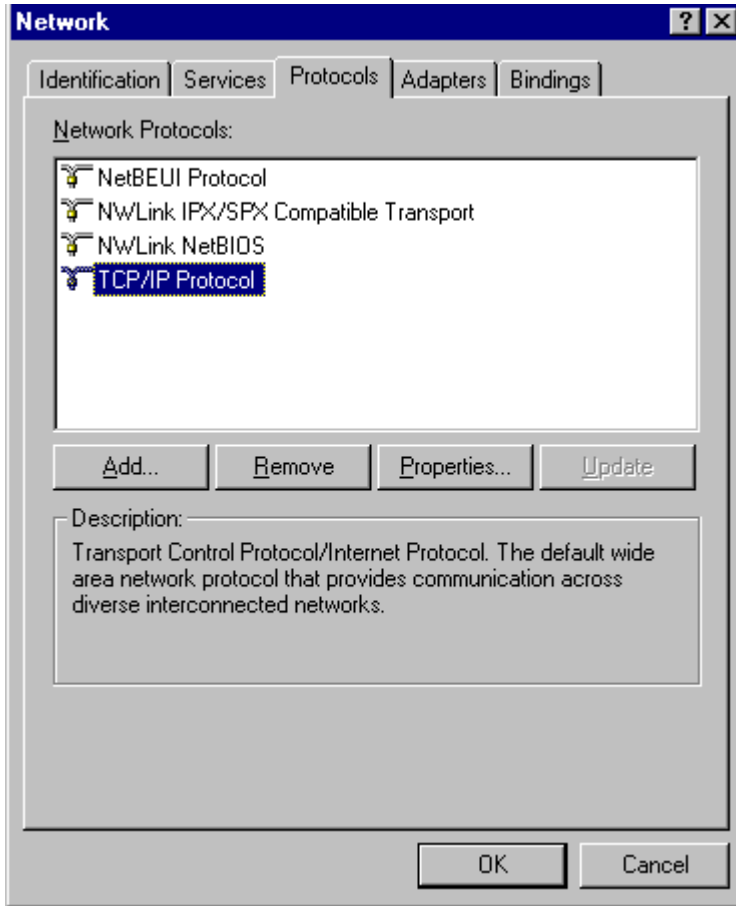 Network
Identification Services Protocols Adapters Bindings
Network Protocols:
NetBEUI Protocol
NWLink IPX/SPX Compatible Transport
NWLink NetBIOS
TCP/IP Protocol
Add... Remove Properties... Update
Description:
Transport Control Protocol/Internet Protocol. The default wide
area network protocol that provides communication across
diverse interconnected networks.
OK Cancel